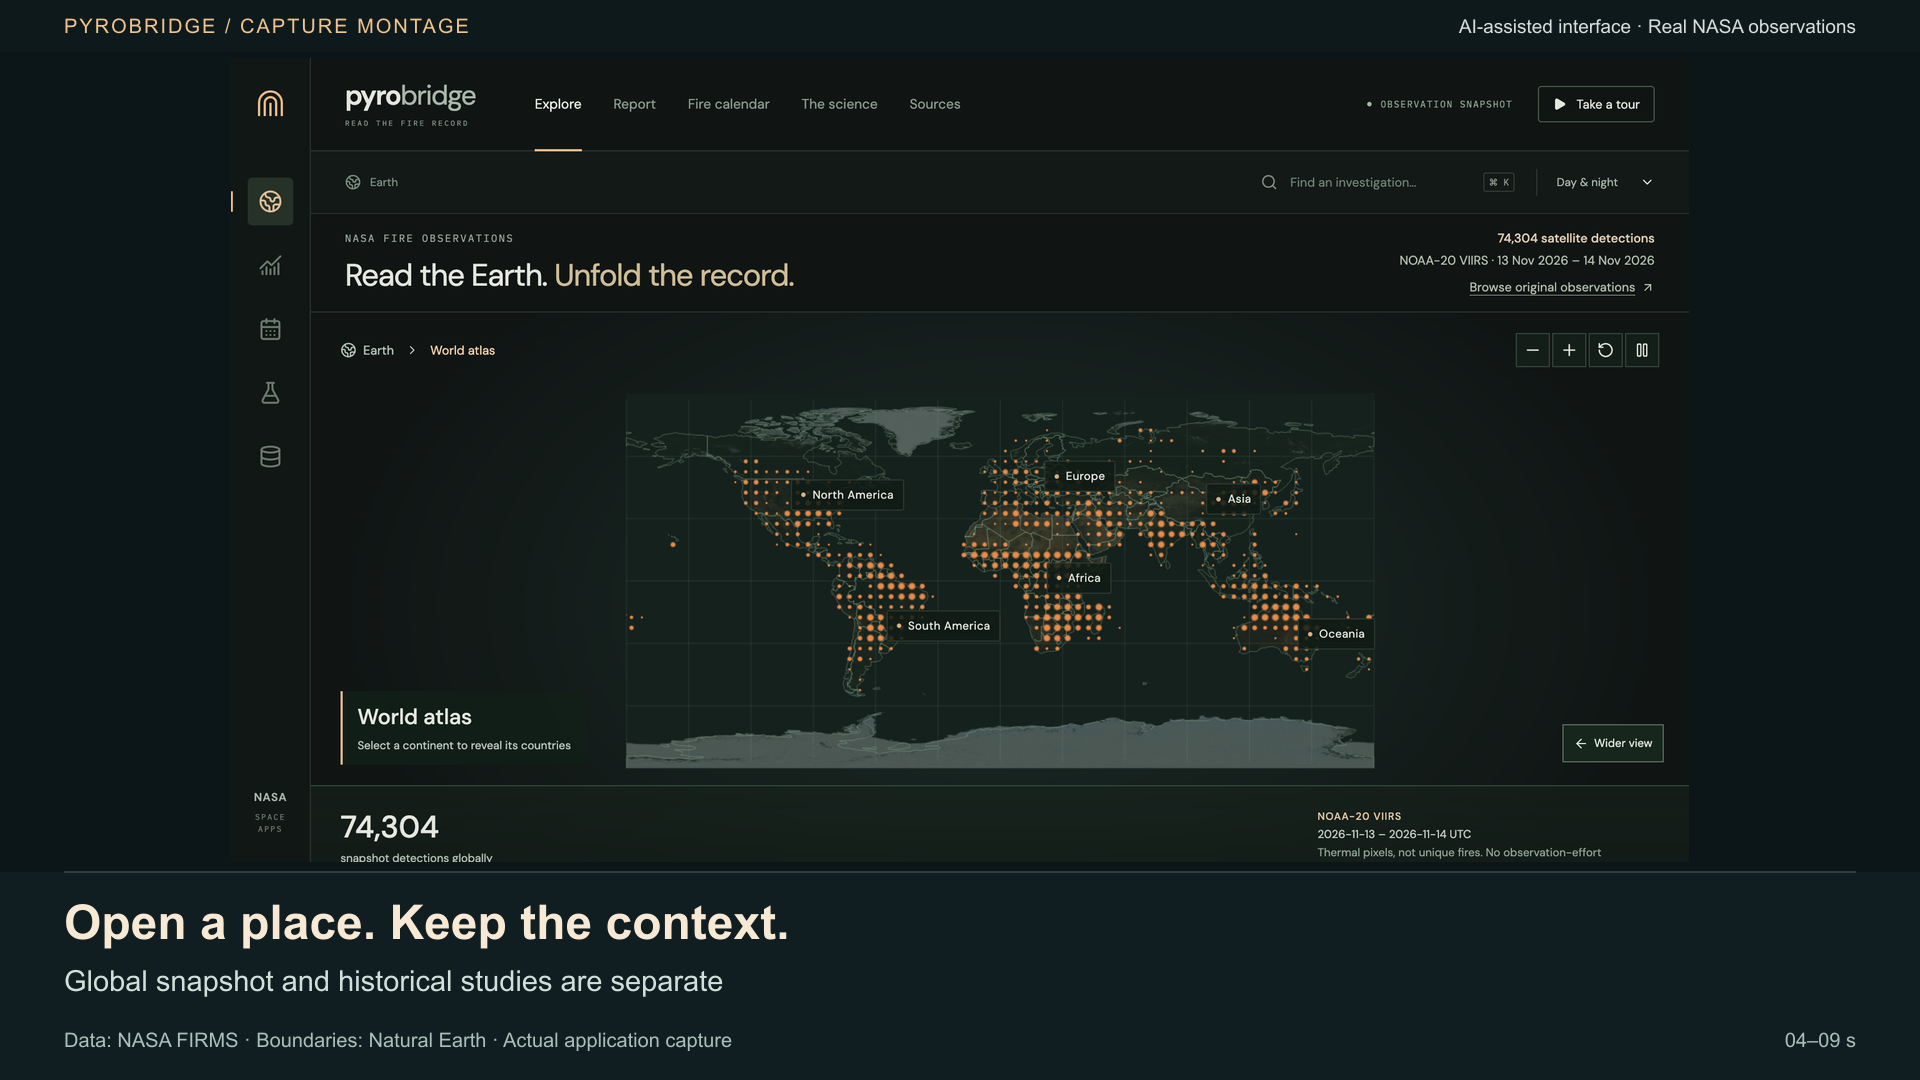 PYROBRIDGE / CAPTURE MONTAGE
AI-assisted interface · Real NASA observations
pyrobridge
READ THE FIRE RECORD
Explore
Report
Fire calendar
The science
Sources
OBSERVATION SNAPSHOT
Take a tour
Earth
Find an investigation...
⌘ K
Day & night
NASA FIRE OBSERVATIONS
Read the Earth. Unfold the record.
74,304 satellite detections
NOAA-20 VIIRS · 13 Nov 2026 – 14 Nov 2026
Browse original observations
Earth
World atlas
North America
Europe
Asia
Africa
South America
Oceania
World atlas
Select a continent to reveal its countries
Wider view
NASA
SPACE
APPS
74,304
snapshot detections globally
NOAA-20 VIIRS
2026-11-13 – 2026-11-14 UTC
Thermal pixels, not unique fires. No observation-effort
Open a place. Keep the context.
Global snapshot and historical studies are separate
Data: NASA FIRMS · Boundaries: Natural Earth · Actual application capture
04–09 s